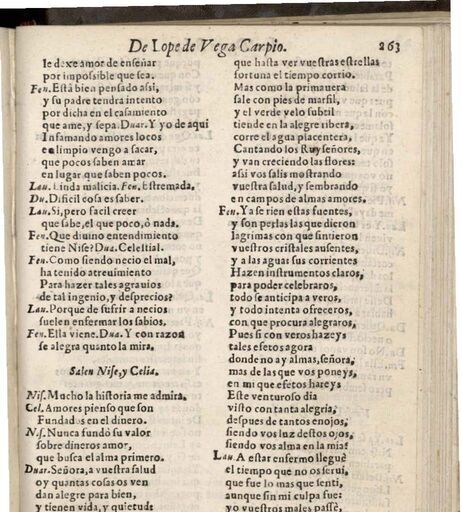 De Lope de Vega Carpio. 263
le dexe amor de enseñar
por impossible que sea.
Fen. Està bien pensado assi,
y su padre tendra intento
por dicha en el casamiento
que ame, y sepa. Duar. Y yo de aqui
Infamando amores locos
e limpio vengo a sacar,
que pocos saben amar
en lugar que saben pocos.
Lau. Linda malicia. Fen. Estremada.
Du. Dificil cosa es saber.
Lau. Si, pero facil creer
que sabe, el que poco, ò nada.
Fen. Que diuino entendimiento
tiene Nise? Dua. Celestial.
Fen. Como siendo necio el mal,
ha tenido atreuimiento
Para hazer tales agrauios
de tal ingenio, y desprecios?
Lau. Porque de sufrir a necios
suelen enfermar los sabios.
Fen. Ella viene. Dua. Y con razon
se alegra quanto la mira.
Salen Nise, y Celia.
Nis. Mucho la historia me admira.
Cel. Amores pienso que son
Fundados en el dinero.
Nis. Nunca fundò su valor
sobre dineros amor,
que busca el alma primero.
Duar. Señora, a vuestra salud
oy quantas cosas os ven
dan alegre para bien,
y tienen vida, y quietud:
que hasta ver vuestras estrellas
fortuna el tiempo corrio.
Mas como la primauera
sale con pies de marfil,
y el verde velo subtil
tiende en la alegre ribera,
corre el agua placentera,
Cantando los Ruyseñores,
y van creciendo las flores:
assi vos salis mostrando
vuestra salud, y sembrando
en campos de almas amores.
Fen. Ya se rien estas fuentes,
y son perlas las que dieron
lagrimas con que sintieron
vuestros cristales ausentes,
y a las aguas sus corrientes
Hazen instrumentos claros,
para poder celebraros,
todo se anticipa a veros,
y todo intenta ofreceros,
con que procura alegraros.
Pues si con veros hazeys
tales efetos agora
donde no ay almas, señora,
mas de las que vos poneys,
en mi que efetos hareys
Este venturoso dia
visto con tanta alegria,
despues de tantos enojos,
siendo vos luz destos ojos,
siendo vos alma en la mia!
Lau. A estar enfermo lleguè
el tiempo que no os serui,
que fue lo mas que senti,
aunque sin mi culpa fue:
yo vuestros males passè,